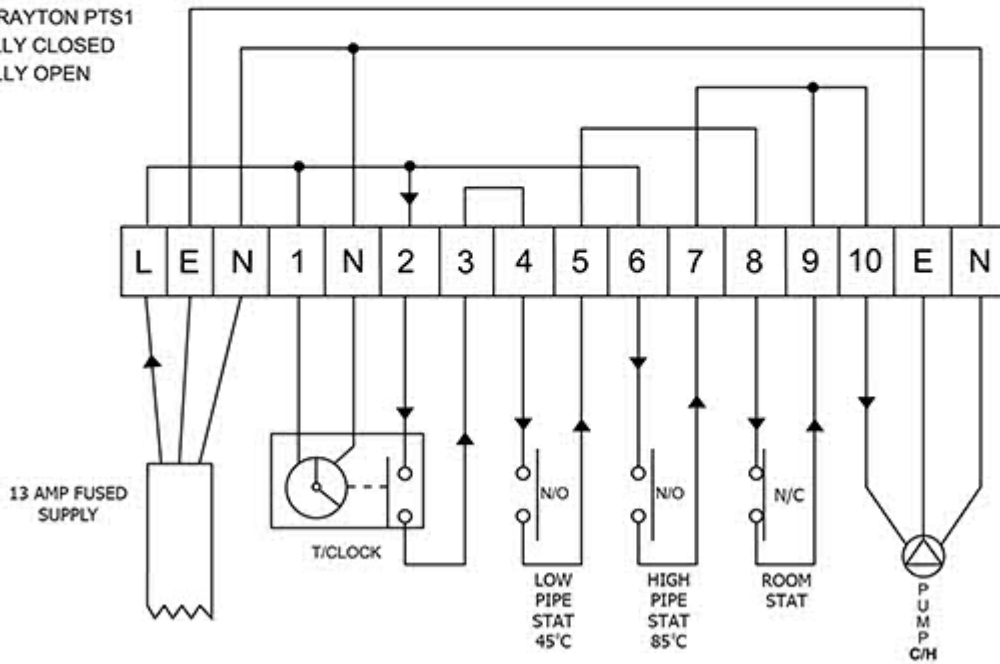 RAYTON PTS1
LLY CLOSED
LLY OPEN
L E N 1 N 2 3 4 5 6 7 8 9 10 E N
13 AMP FUSED
SUPPLY
T/CLOCK
N/O
N/O
N/C
LOW
PIPE
STAT
45°C
HIGH
PIPE
STAT
85°C
ROOM
STAT
PUMP
C/H